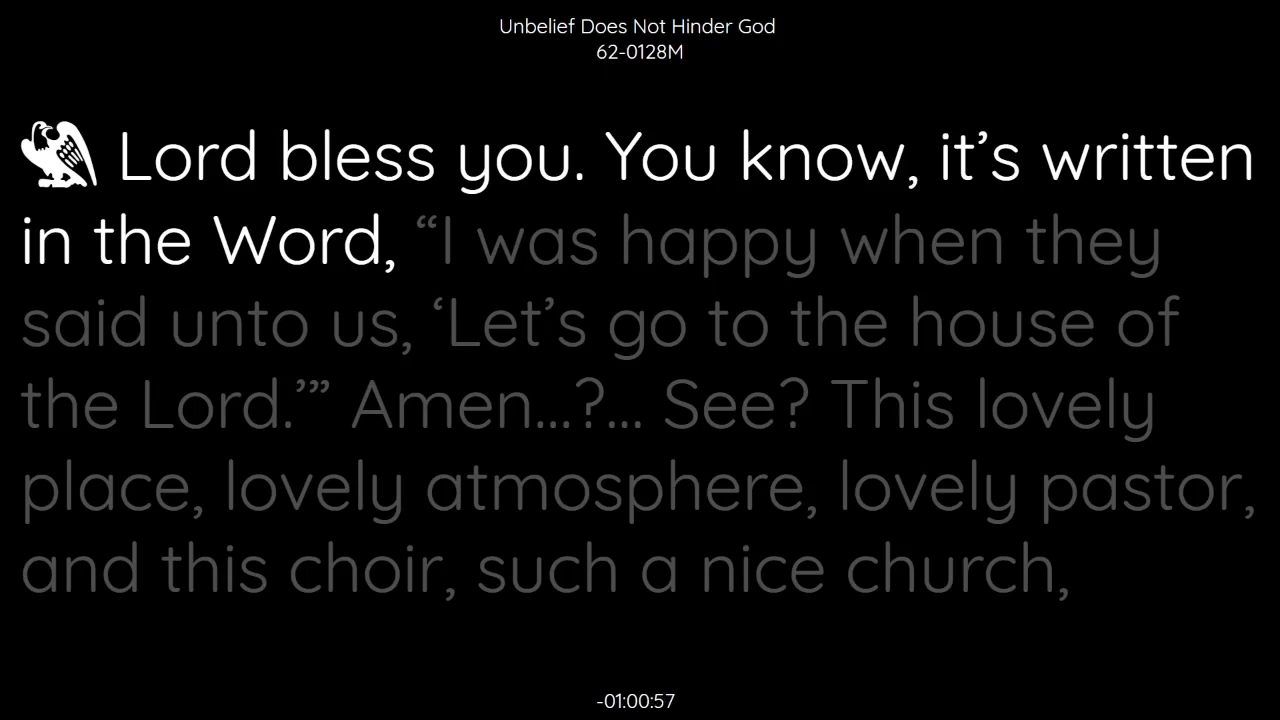 Unbelief Does Not Hinder God
62-0128M
Lord bless you. You know, it’s written
in the Word, “I was happy when they
said unto us, ‘Let’s go to the house of
the Lord.’” Amen...?... See? This lovely
place, lovely atmosphere, lovely pastor,
and this choir, such a nice church,
-01:00:57